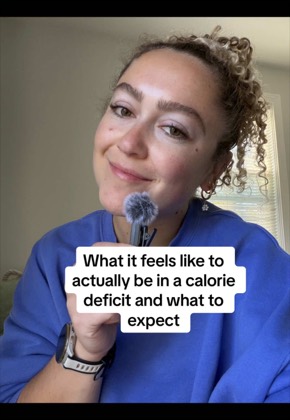 What it feels like to
actually be in a calorie
deficit and what to
expect